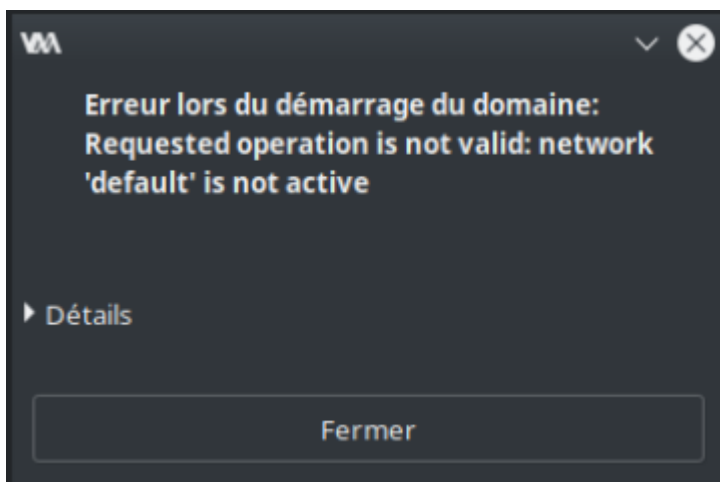 Erreur lors du démarrage du domaine:
Requested operation is not valid: network
'default' is not active
Détails
Fermer